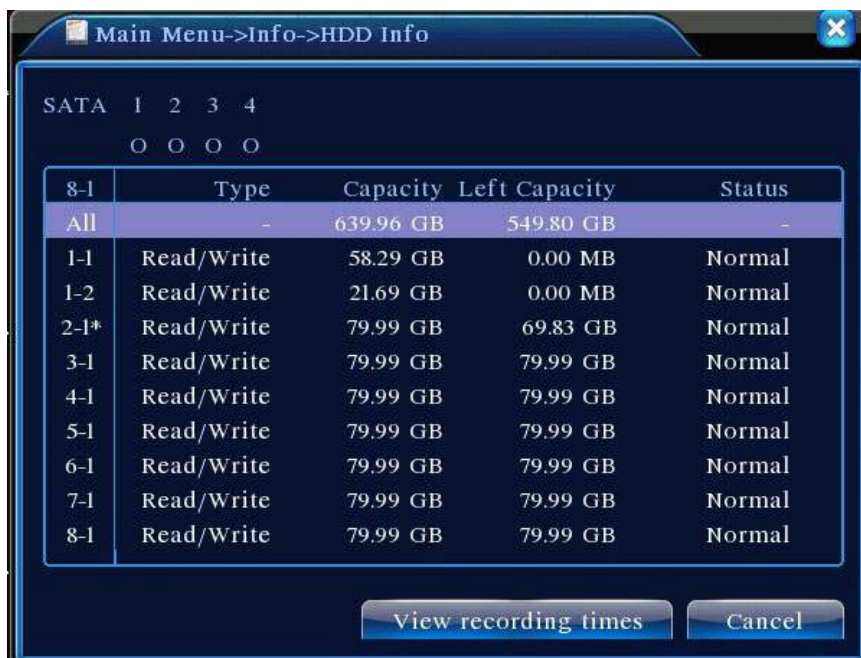 Main Menu->Info->HDD Info
SATA 1 2 3 4
O O O O
8-1 Type Capacity Left Capacity Status
All - 639.96 GB 549.80 GB -
1-1 Read/Write 58.29 GB 0.00 MB Normal
1-2 Read/Write 21.69 GB 0.00 MB Normal
2-1* Read/Write 79.99 GB 69.83 GB Normal
3-1 Read/Write 79.99 GB 79.99 GB Normal
4-1 Read/Write 79.99 GB 79.99 GB Normal
5-1 Read/Write 79.99 GB 79.99 GB Normal
6-1 Read/Write 79.99 GB 79.99 GB Normal
7-1 Read/Write 79.99 GB 79.99 GB Normal
8-1 Read/Write 79.99 GB 79.99 GB Normal
View recording times Cancel